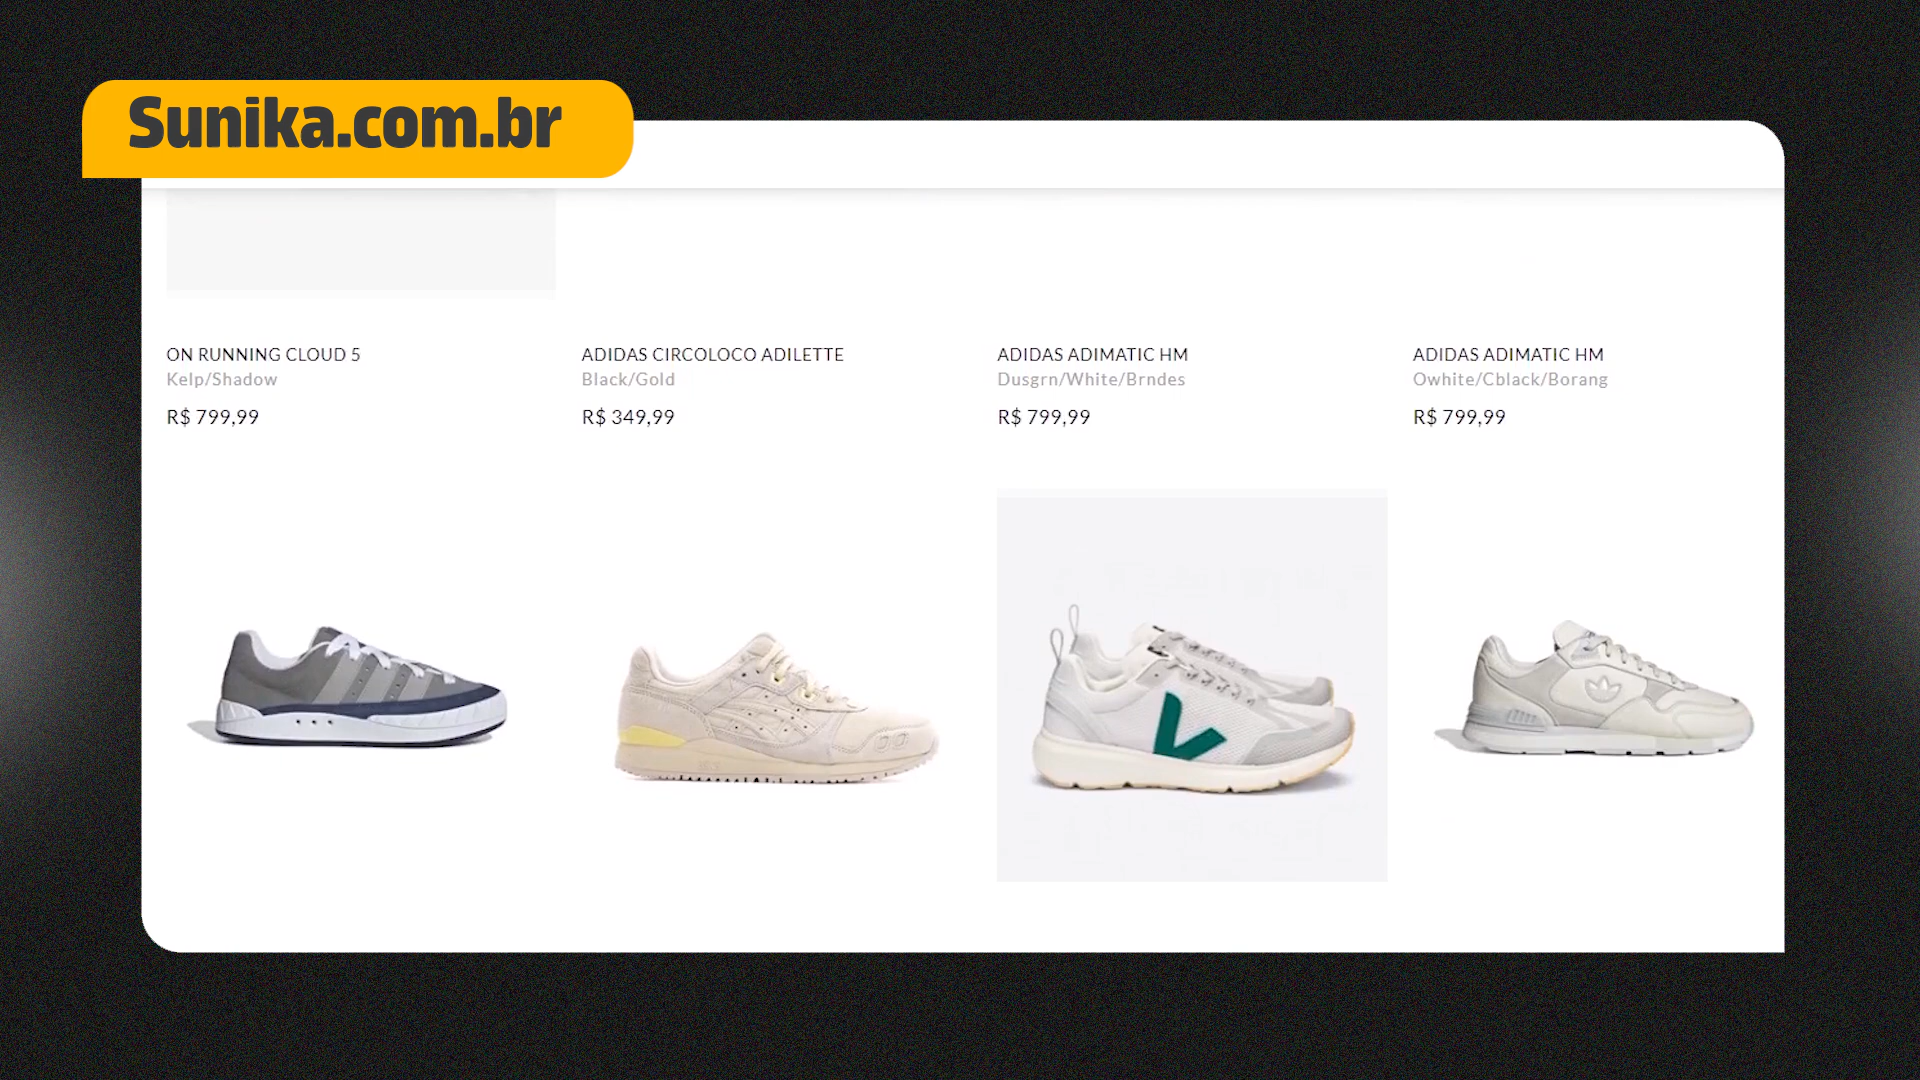 Sunika.com.br
ON RUNNING CLOUD 5
Kelp/Shadow
R$ 799,99
ADIDAS CIRCOLOCO ADILETTE
Black/Gold
R$ 349,99
ADIDAS ADIMATIC HM
Dusgrn/White/Brndes
R$ 799,99
ADIDAS ADIMATIC HM
Owhite/Cblack/Borang
R$ 799,99